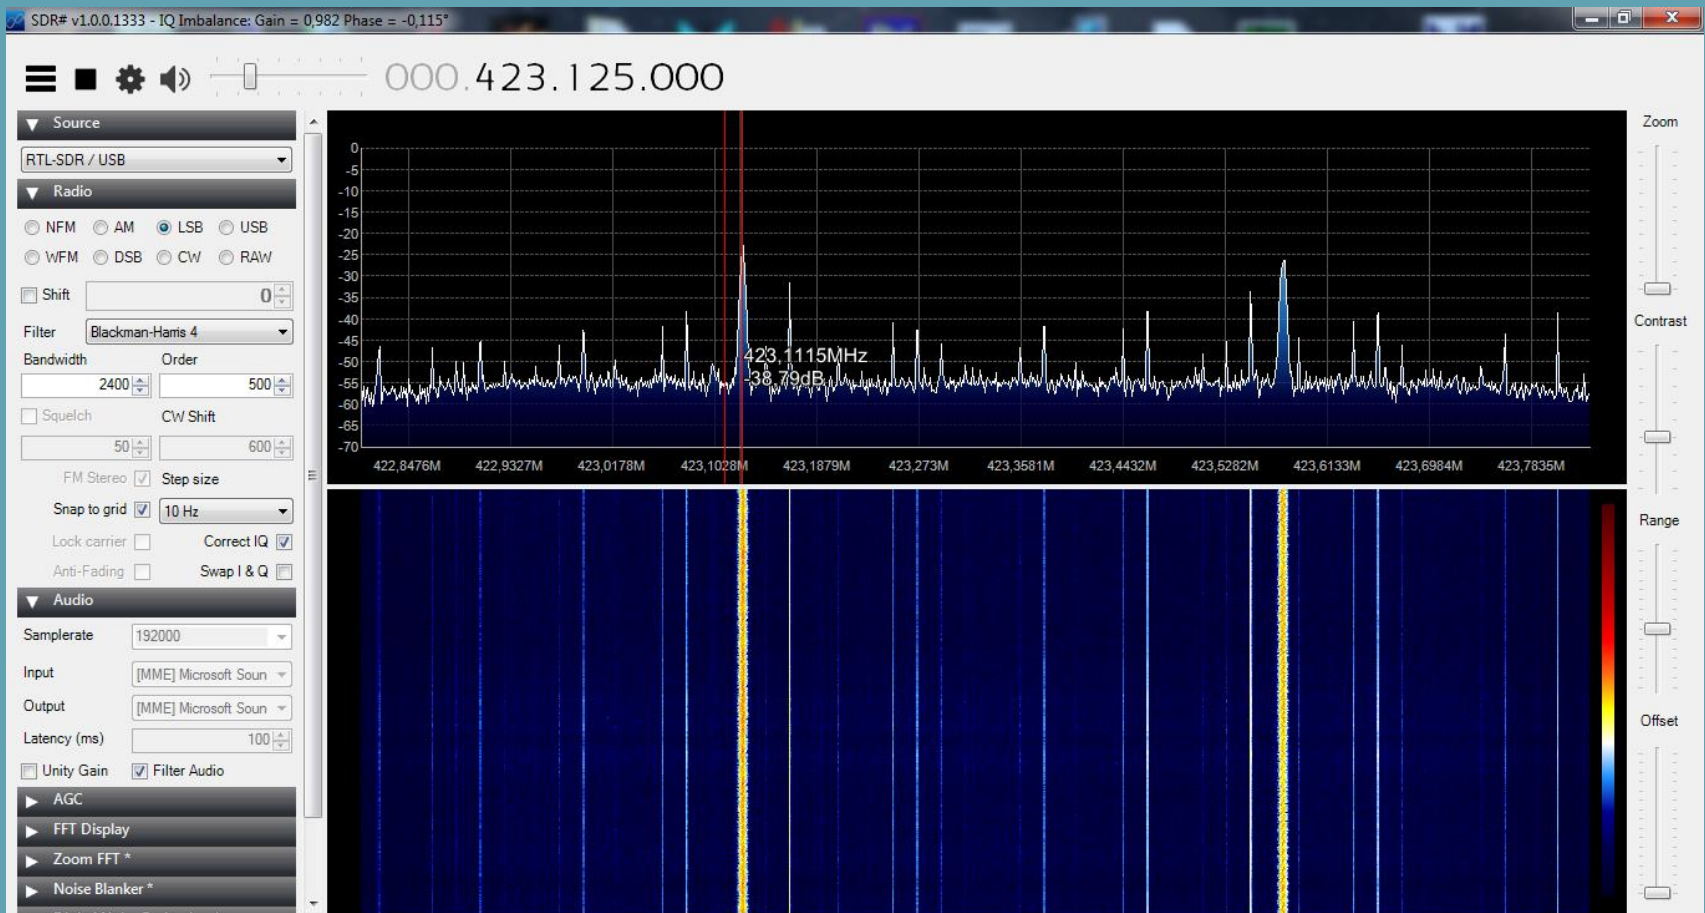 SDR# v1.0.0.1333 - IQ Imbalance: Gain = 0,982 Phase = -0,115°
000.423.125.000
Source
RTL-SDR / USB
Radio
NFM AM LSB USB
WFM DSB CW RAW
Shift 0
Filter Blackman-Harris 4
Bandwidth Order
2400 500
Squelch CW Shift
50 600
FM Stereo Step size
Snap to grid 10 Hz
Lock carrier Correct IQ
Anti-Fading Swap I & Q
Audio
Samplerate 192000
Input [MME] Microsoft Soun
Output [MME] Microsoft Soun
Latency (ms) 100
Unity Gain Filter Audio
AGC
FFT Display
Zoom FFT *
Noise Blanker *
0
-5
-10
-15
-20
-25
-30
-35
-40
-45
-50
-55
-60
-65
-70
423,1115MHz
-38,79dB
422,8476M 422,9327M 423,0178M 423,1028M 423,1879M 423,273M 423,3581M 423,4432M 423,5282M 423,6133M 423,6984M 423,7835M
Zoom
Contrast
Range
Offset